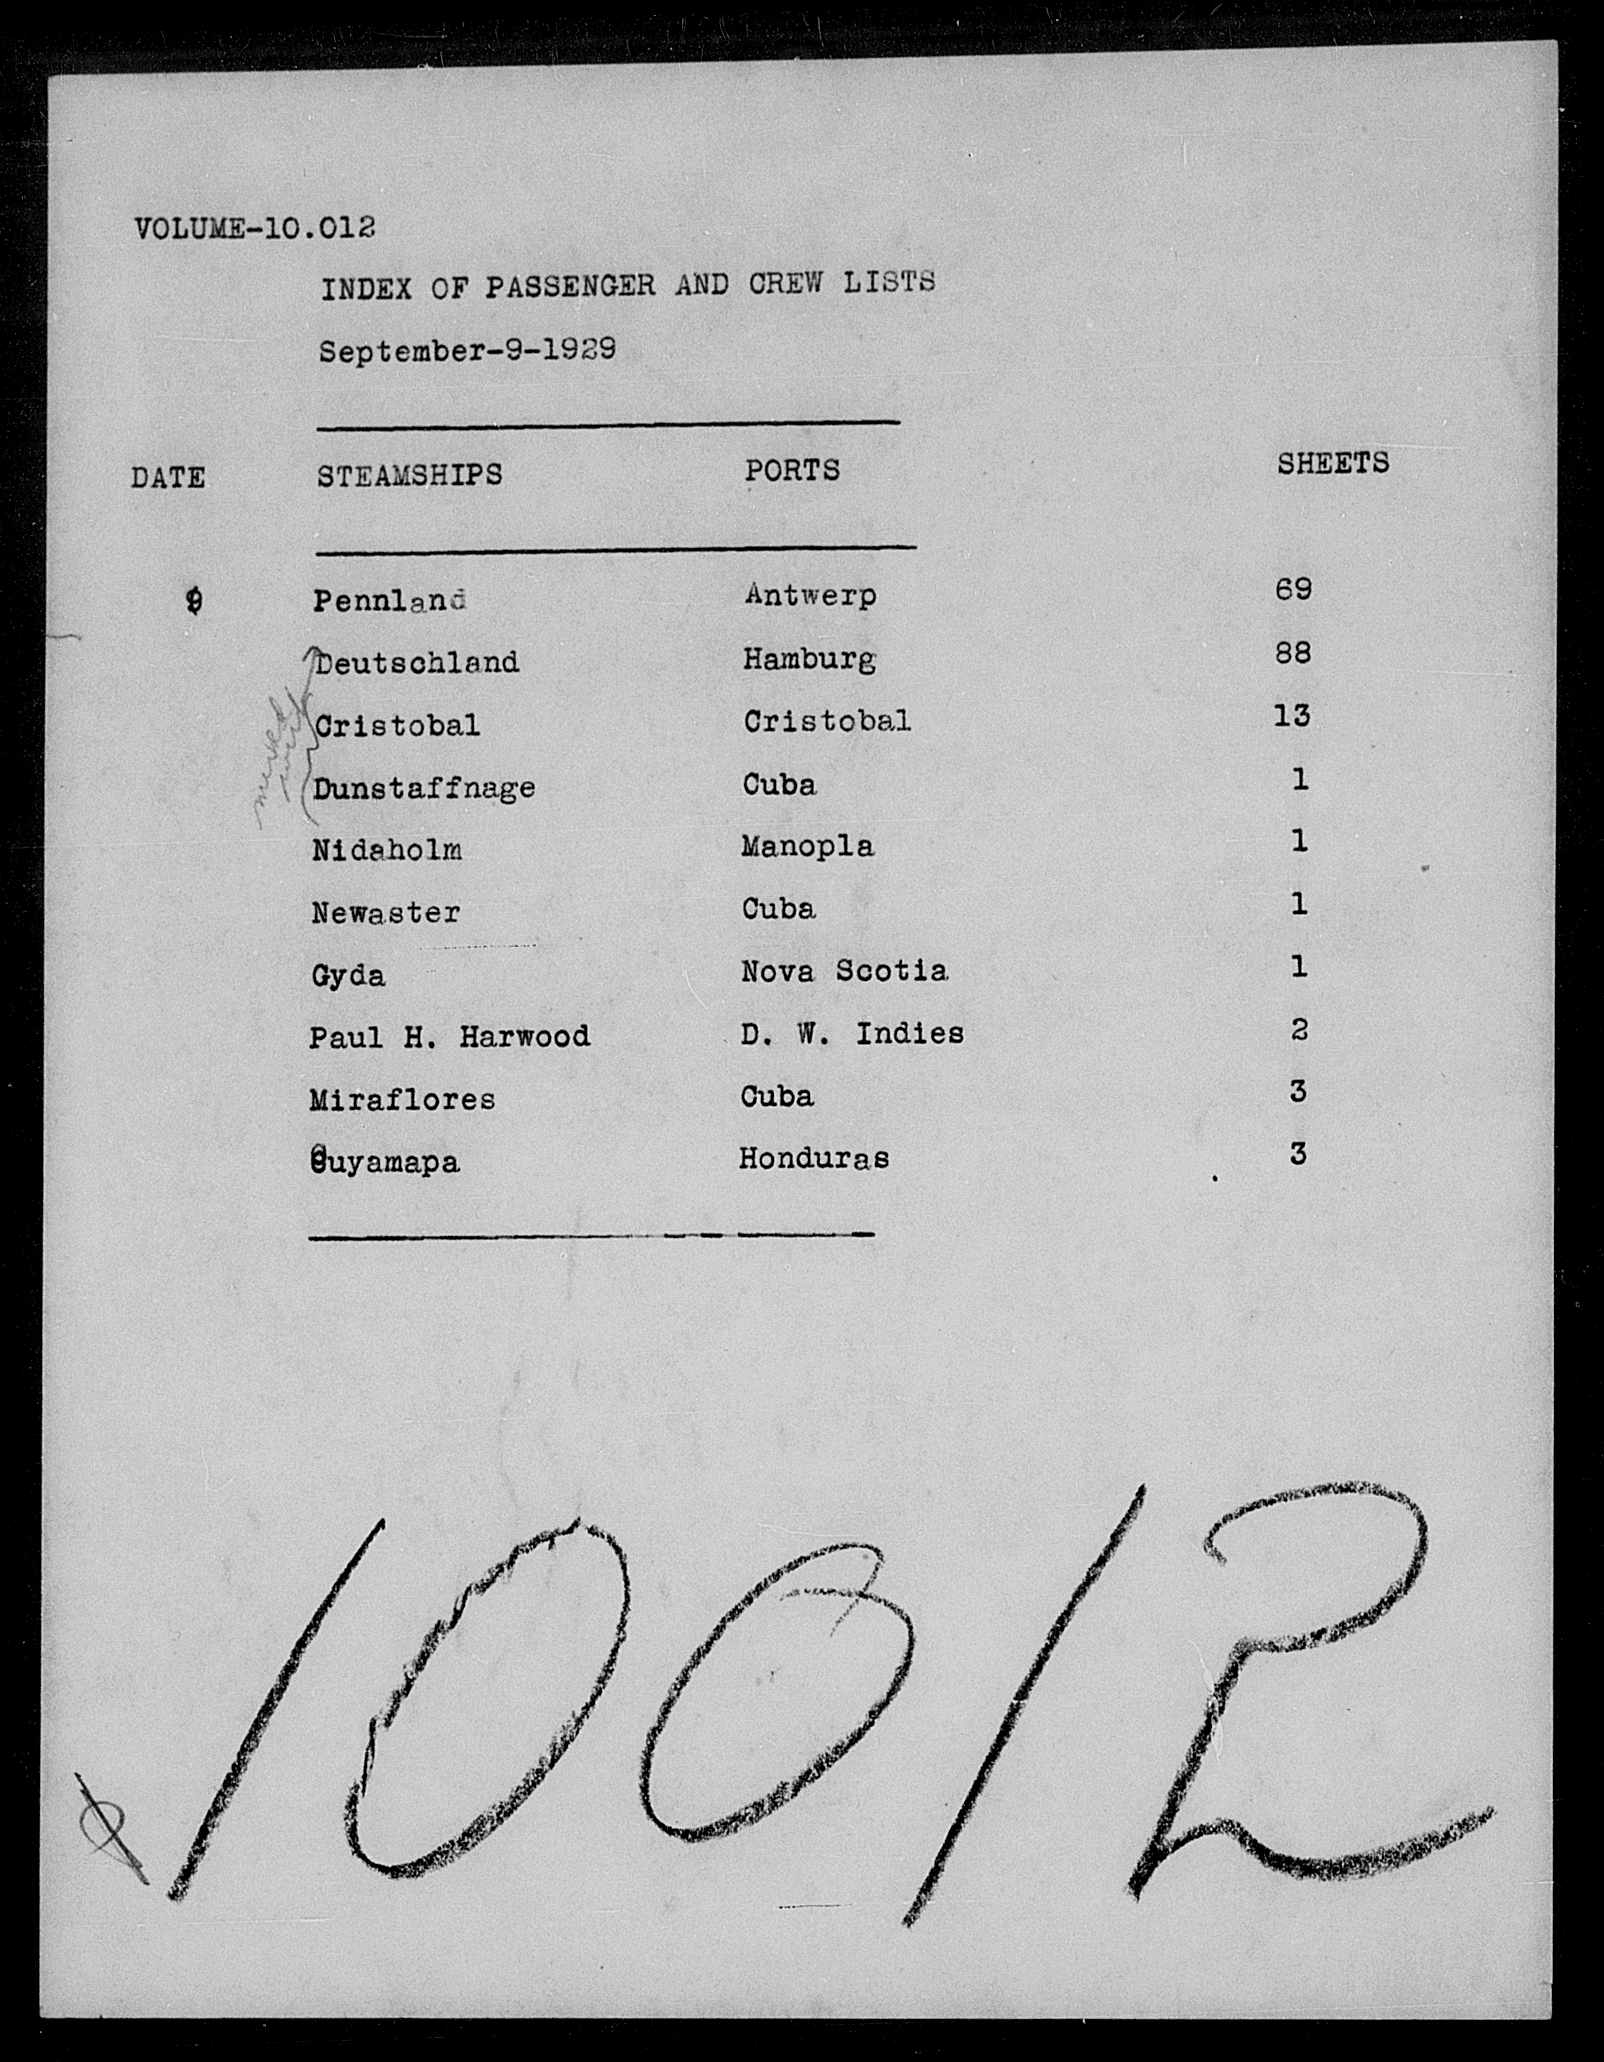 VOLUME-10.012
INDEX OF PASSENGER AND CREW LISTS
September-9-1929
DATE STEAMSHIPS PORTS SHEETS
9 Pennland Antwerp 69
Deutschland Hamburg 88
Cristobal Cristobal 13
Dunstaffnage Cuba 1
Nidaholm Manopla 1
Newaster Cuba 1
Gyda Nova Scotia 1
Paul H. Harwood D. W. Indies 2
Miraflores Cuba 3
Cuyamapa Honduras 3
10012